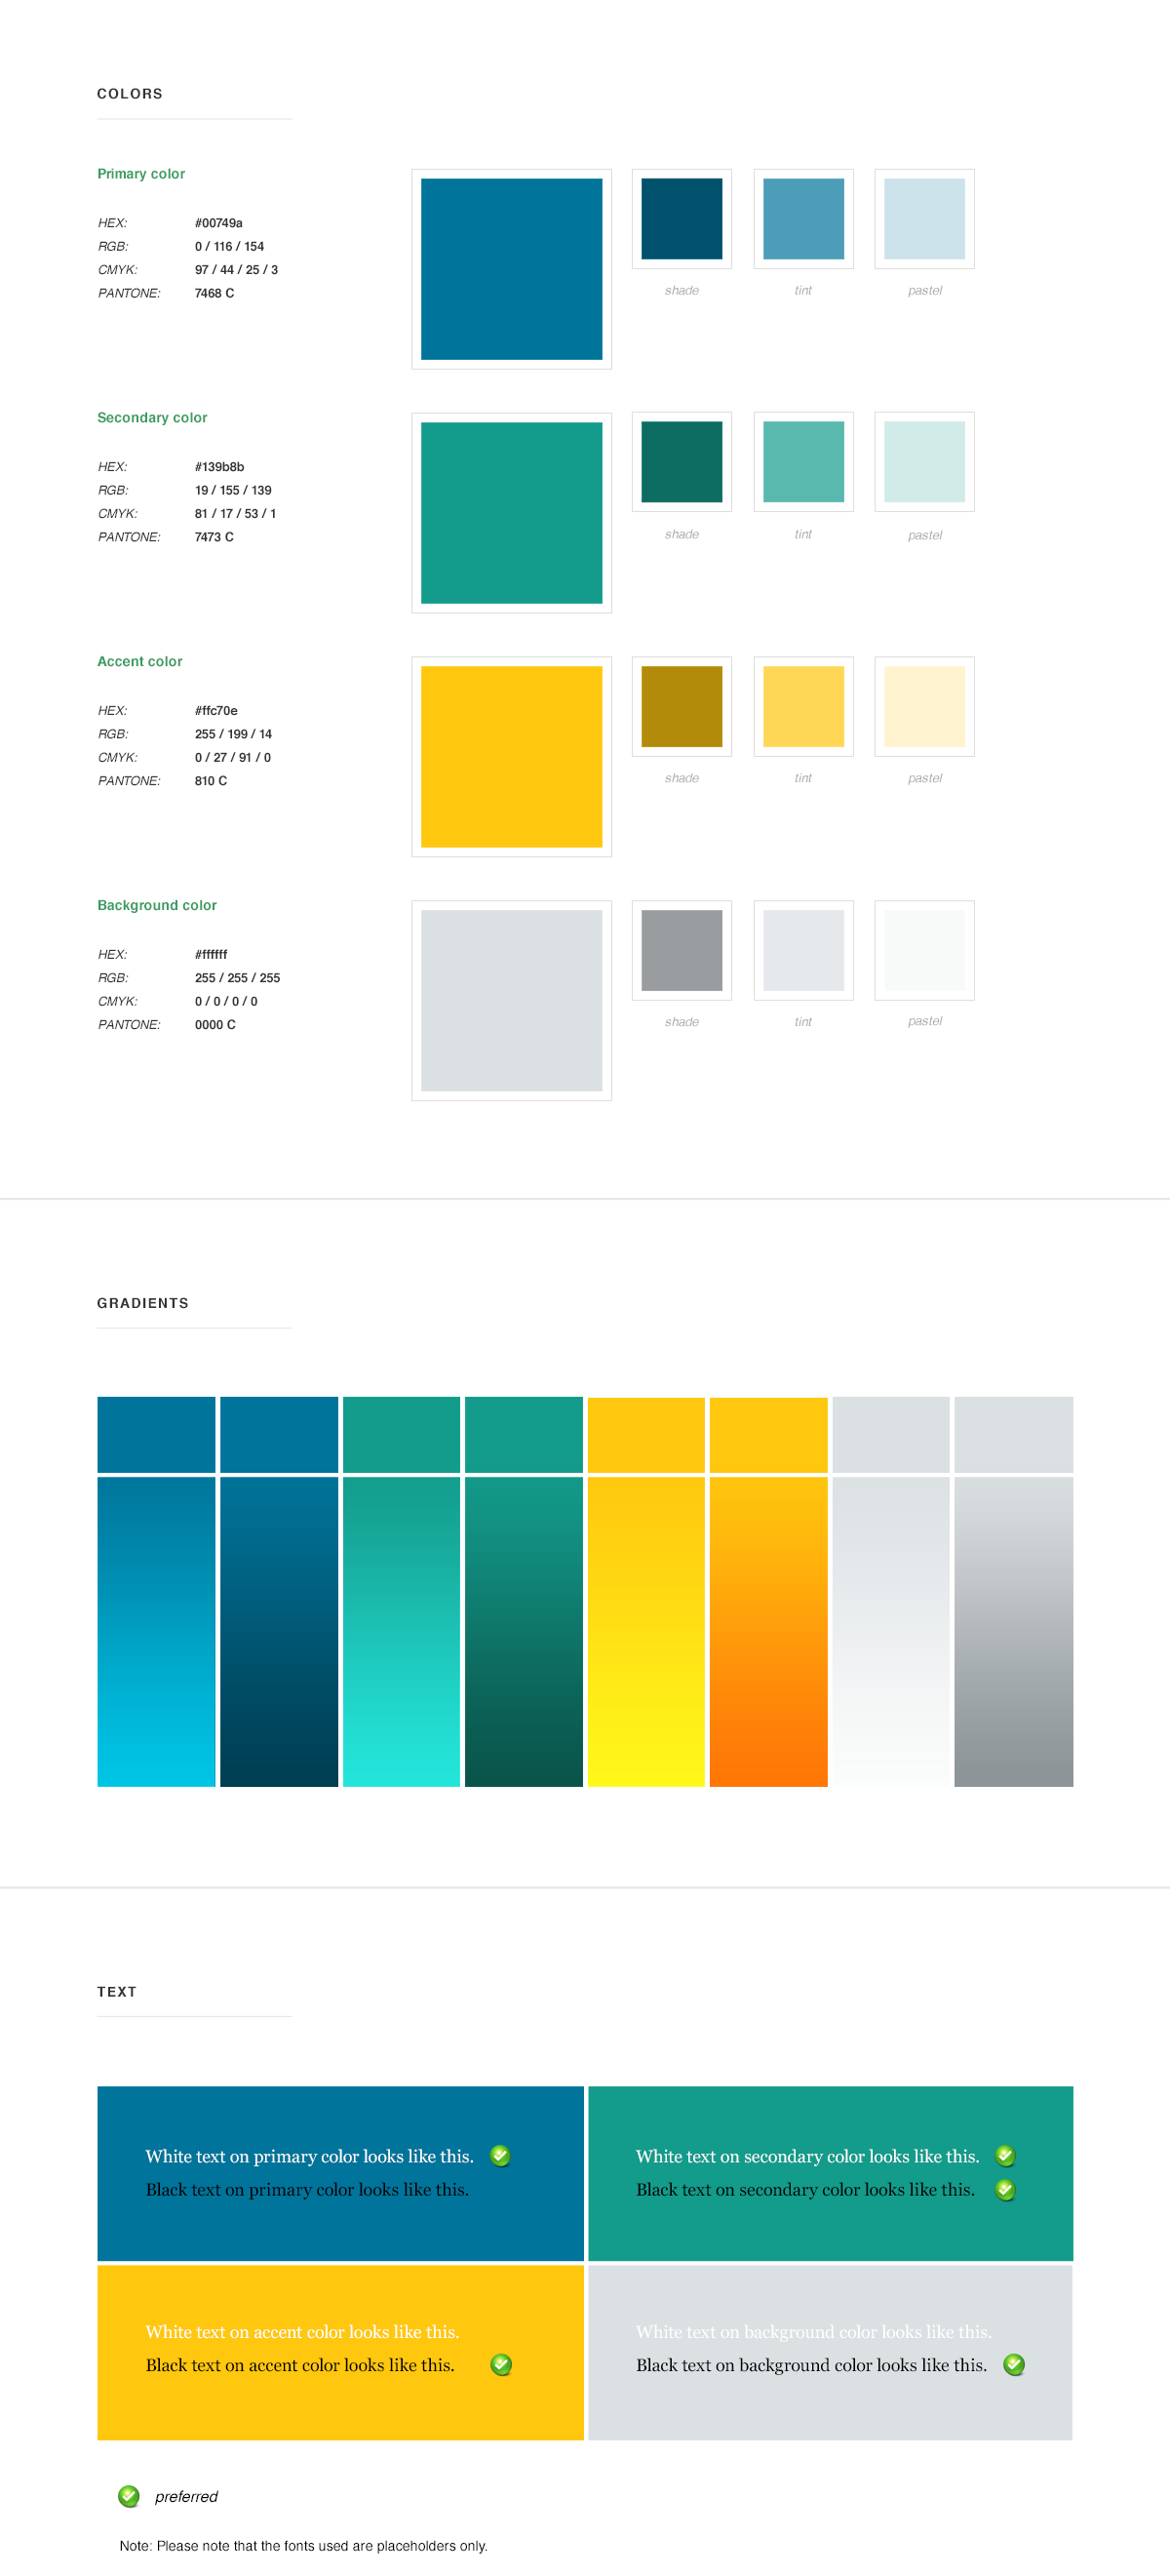 COLORS
Primary color
HEX: #00749a
RGB: 0 / 116 / 154
CMYK: 97 / 44 / 25 / 3
PANTONE: 7468 C
shade tint pastel
Secondary color
HEX: #139b8b
RGB: 19 / 155 / 139
CMYK: 81 / 17 / 53 / 1
PANTONE: 7473 C
shade tint pastel
Accent color
HEX: #ffc70e
RGB: 255 / 199 / 14
CMYK: 0 / 27 / 91 / 0
PANTONE: 810 C
shade tint pastel
Background color
HEX: #ffffff
RGB: 255 / 255 / 255
CMYK: 0 / 0 / 0 / 0
PANTONE: 0000 C
shade tint pastel
GRADIENTS
TEXT
White text on primary color looks like this.
Black text on primary color looks like this.
White text on secondary color looks like this.
Black text on secondary color looks like this.
White text on accent color looks like this.
Black text on accent color looks like this.
White text on background color looks like this.
Black text on background color looks like this.
preferred
Note: Please note that the fonts used are placeholders only.